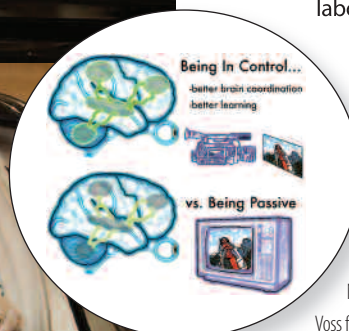 labe
Being In Control...
-better brain coordination
-better learning
vs. Being Passive
Voss f